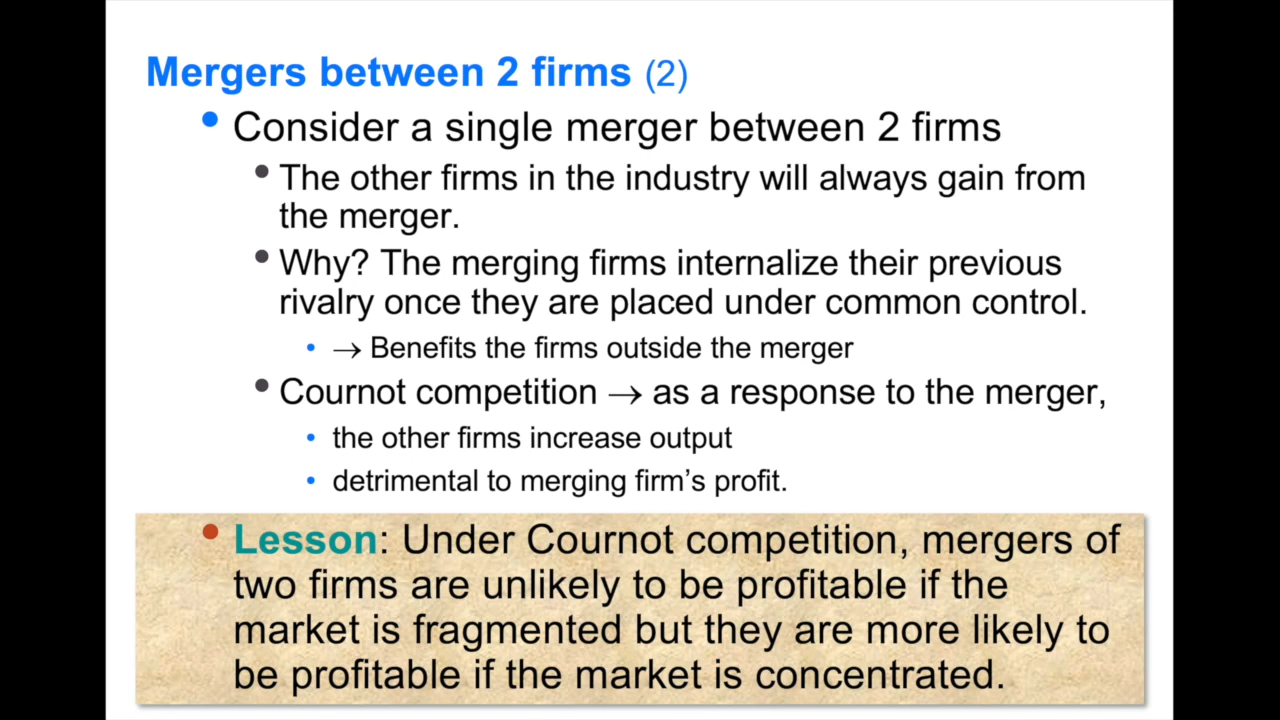 Mergers between 2 firms (2)
• Consider a single merger between 2 firms
• The other firms in the industry will always gain from
the merger.
• Why? The merging firms internalize their previous
rivalry once they are placed under common control.
• → Benefits the firms outside the merger
• Cournot competition → as a response to the merger,
• the other firms increase output
• detrimental to merging firm’s profit.
• Lesson: Under Cournot competition, mergers of
two firms are unlikely to be profitable if the
market is fragmented but they are more likely to
be profitable if the market is concentrated.